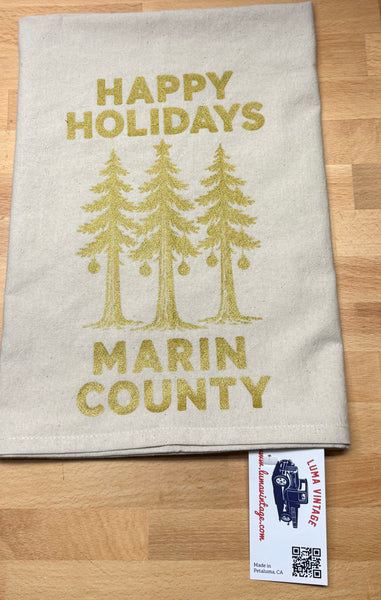 HAPPY
HOLIDAYS
MARIN
COUNTY
LUMA VINTAGE
www.lumavintage.com
Made in
Petaluma, CA